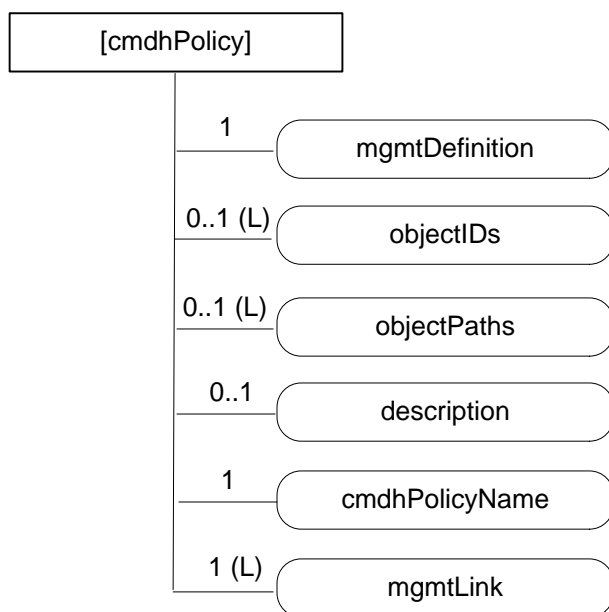 [cmdhPolicy]
1
mgmtDefinition
0..1 (L)
objectIDs
0..1 (L)
objectPaths
0..1
description
1
cmdhPolicyName
1 (L)
mgmtLink